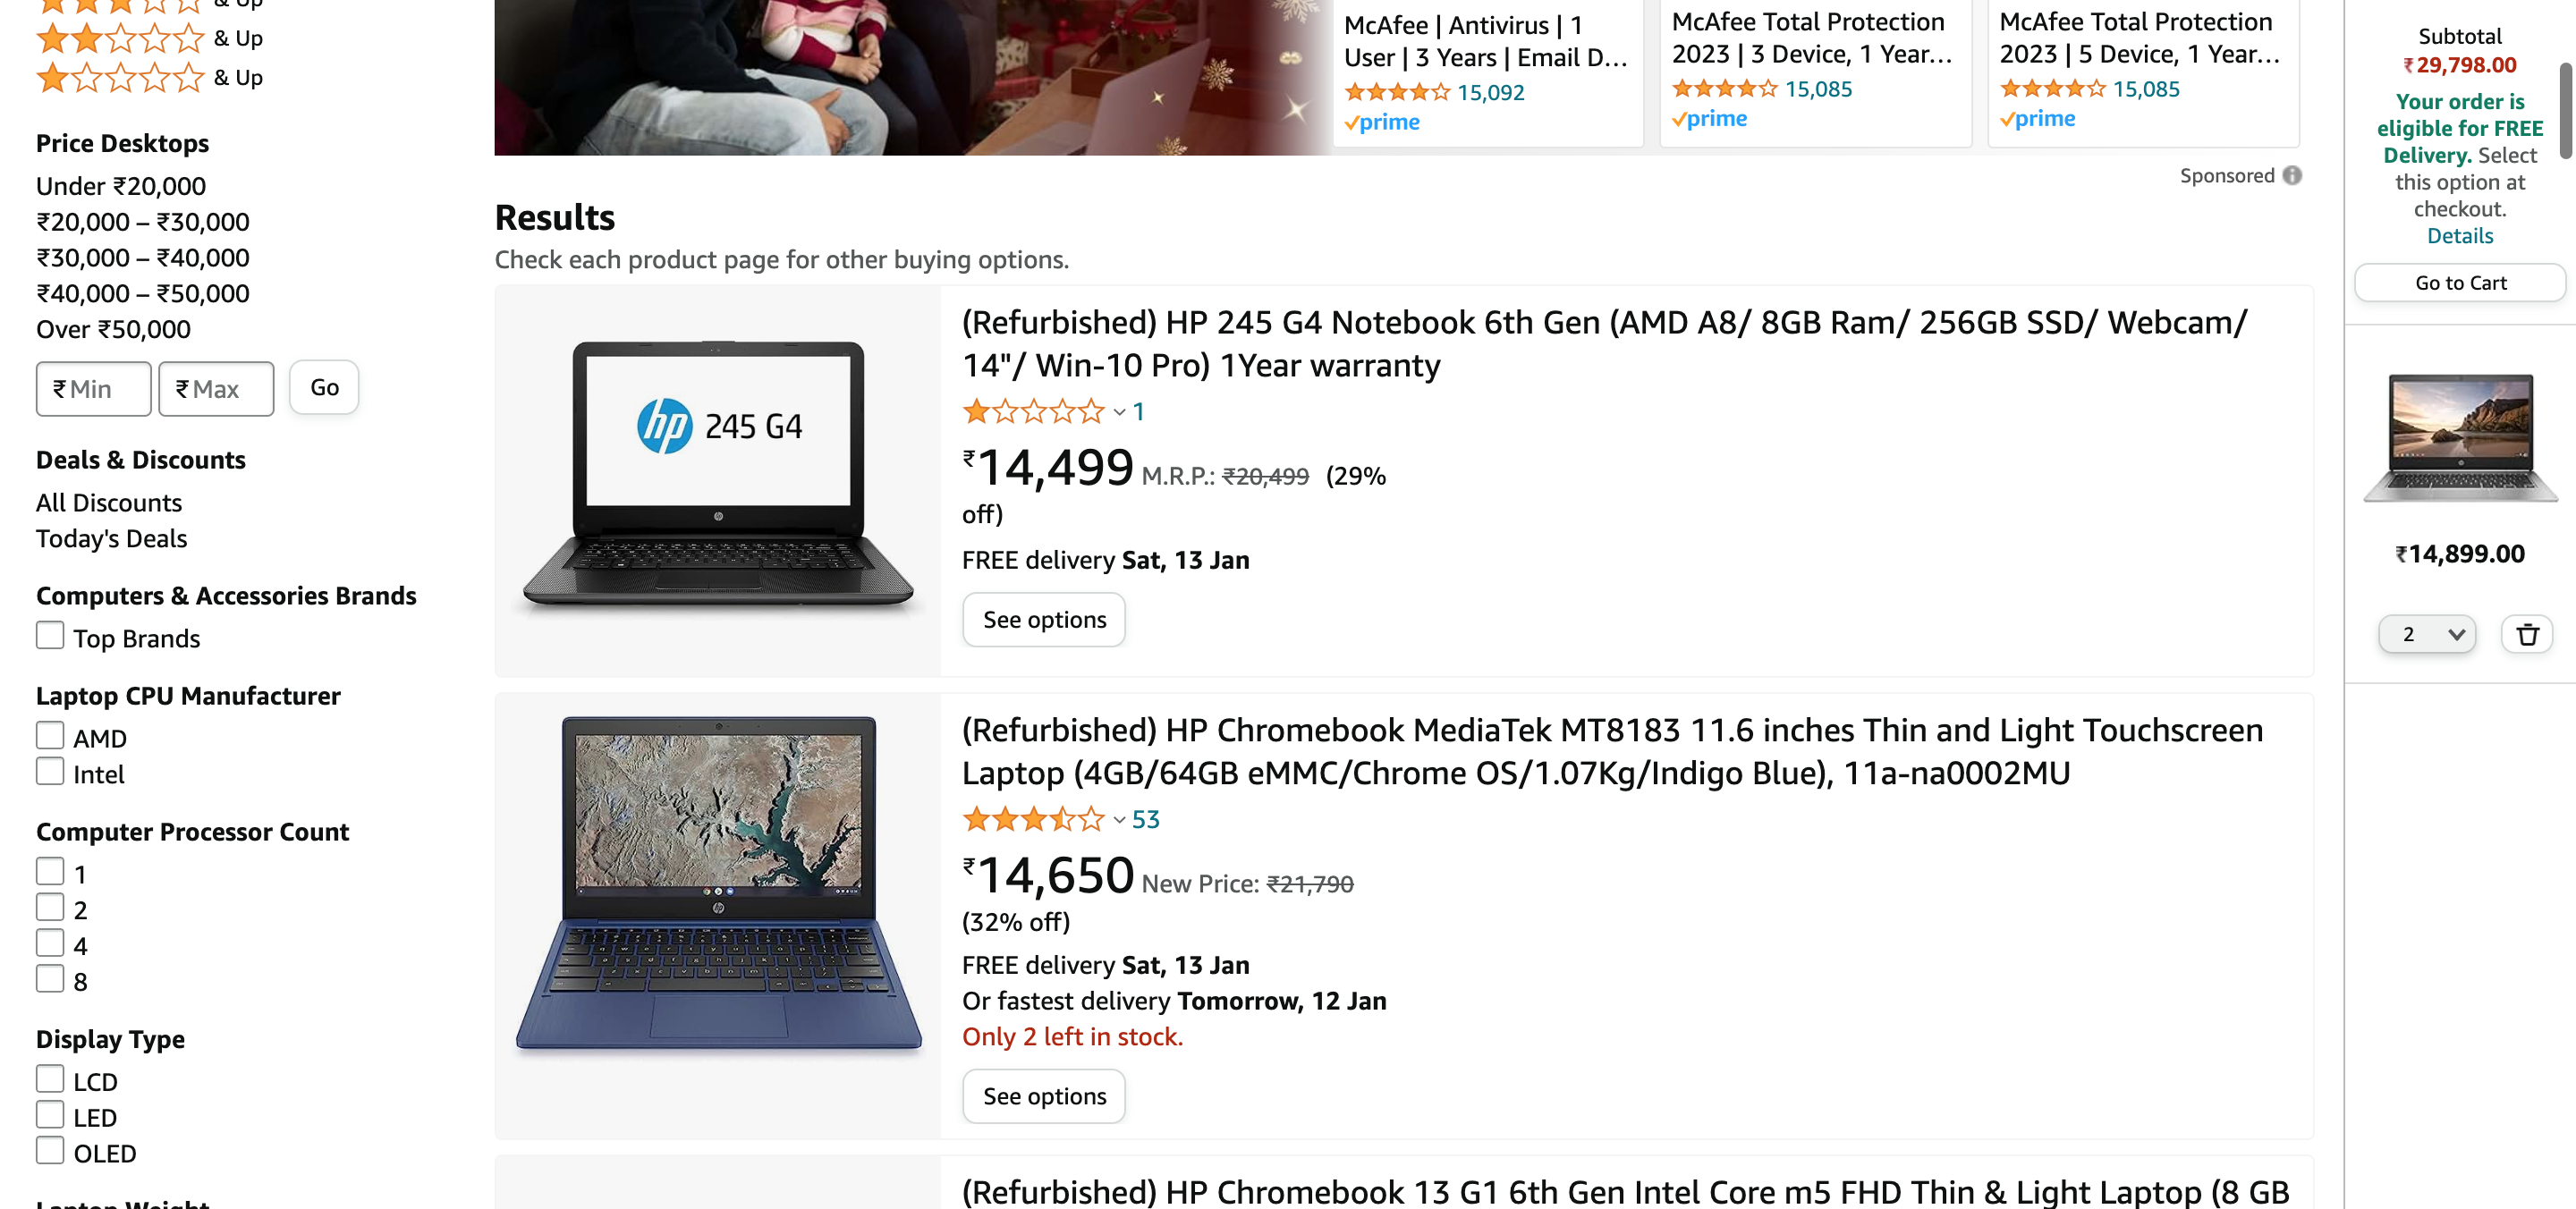 & Up
& Up
& Up
Price Desktops
Under ₹20,000
₹20,000 – ₹30,000
₹30,000 – ₹40,000
₹40,000 – ₹50,000
Over ₹50,000
₹ Min
₹ Max
Go
Deals & Discounts
All Discounts
Today's Deals
Computers & Accessories Brands
Top Brands
Laptop CPU Manufacturer
AMD
Intel
Computer Processor Count
1
2
4
8
Display Type
LCD
LED
OLED
Laptop Weight
McAfee | Antivirus | 1
User | 3 Years | Email D...
15,092
prime
McAfee Total Protection
2023 | 3 Device, 1 Year...
15,085
prime
McAfee Total Protection
2023 | 5 Device, 1 Year...
15,085
prime
Sponsored
Results
Check each product page for other buying options.
hp 245 G4
(Refurbished) HP 245 G4 Notebook 6th Gen (AMD A8/ 8GB Ram/ 256GB SSD/ Webcam/
14"/ Win-10 Pro) 1Year warranty
1
₹14,499 M.R.P.: ₹20,499 (29%
off)
FREE delivery Sat, 13 Jan
See options
(Refurbished) HP Chromebook MediaTek MT8183 11.6 inches Thin and Light Touchscreen
Laptop (4GB/64GB eMMC/Chrome OS/1.07Kg/Indigo Blue), 11a-na0002MU
53
₹14,650 New Price: ₹21,790
(32% off)
FREE delivery Sat, 13 Jan
Or fastest delivery Tomorrow, 12 Jan
Only 2 left in stock.
See options
(Refurbished) HP Chromebook 13 G1 6th Gen Intel Core m5 FHD Thin & Light Laptop (8 GB
Subtotal
₹29,798.00
Your order is
eligible for FREE
Delivery. Select
this option at
checkout.
Details
Go to Cart
₹14,899.00
2